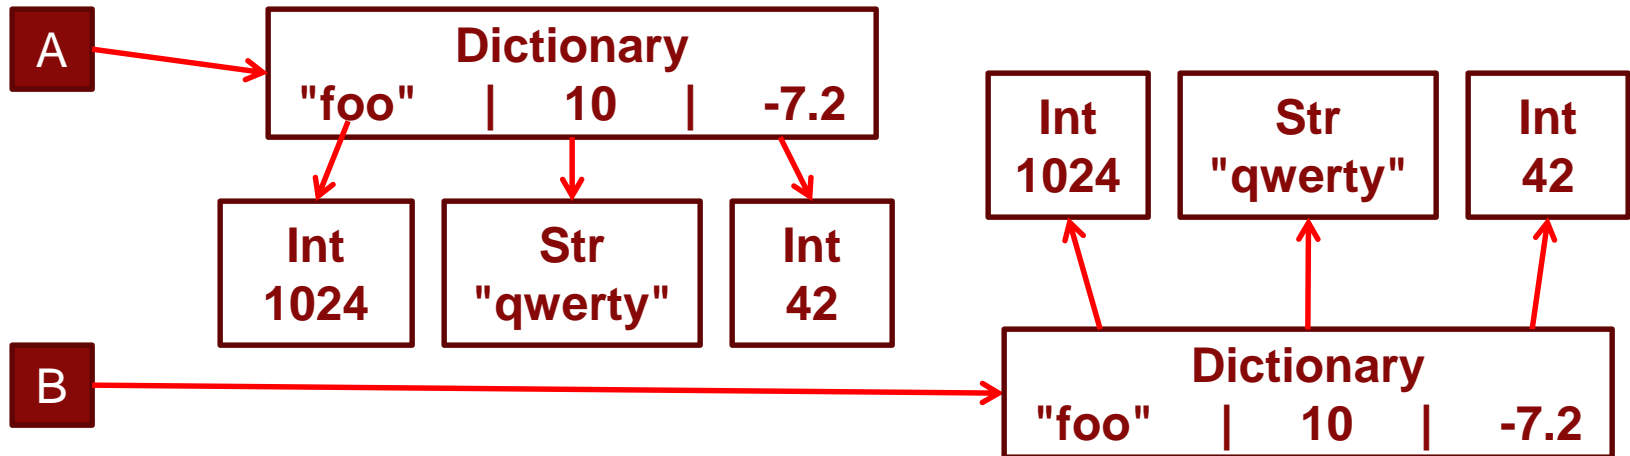 A
Dictionary
"foo" | 10 | -7.2
Int
1024
Str
"qwerty"
Int
42
Int
1024
Str
"qwerty"
Int
42
B
Dictionary
"foo" | 10 | -7.2